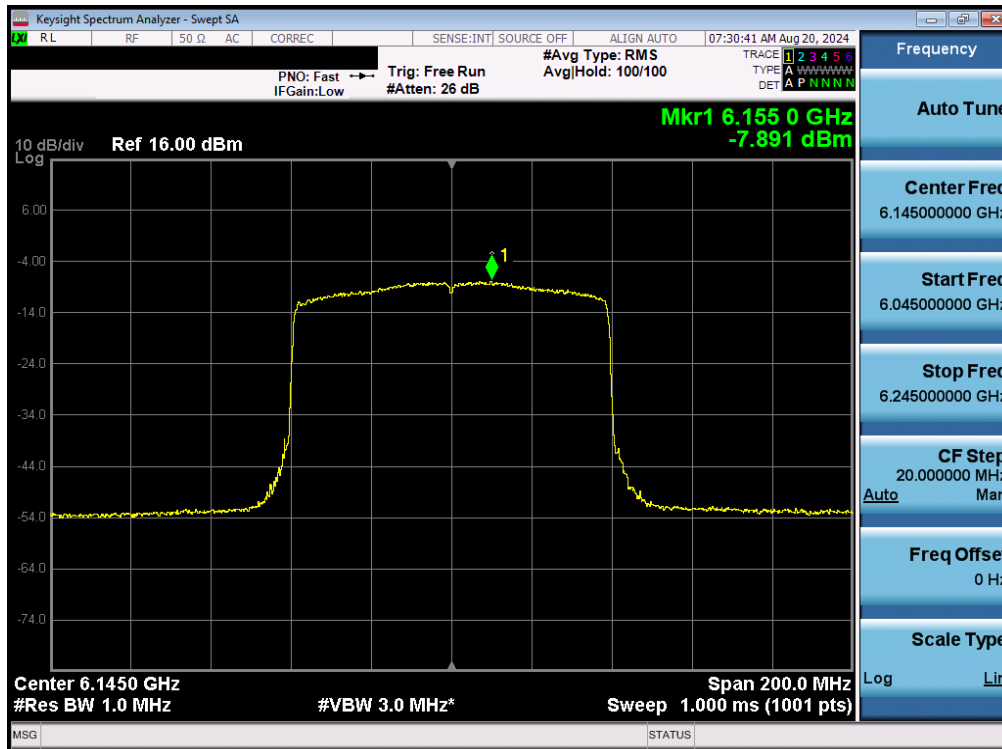 Keysight Spectrum Analyzer - Swept SA
LXI RL RF 50 Ω AC CORREC SENSE:INT SOURCE OFF ALIGN AUTO 07:30:41 AM Aug 20, 2024
PNO: Fast
IFGain:Low
Trig: Free Run
#Atten: 26 dB
#Avg Type: RMS
Avg|Hold: 100/100
TRACE 1 2 3 4 5 6
TYPE A WWWWW
DET A P N N N N
Frequency
Mkr1 6.155 0 GHz
-7.891 dBm
10 dB/div
Log
Ref 16.00 dBm
1
6.00
-4.00
-14.0
-24.0
-34.0
-44.0
-54.0
-64.0
-74.0
Center 6.1450 GHz
Span 200.0 MHz
#Res BW 1.0 MHz
#VBW 3.0 MHz*
Sweep 1.000 ms (1001 pts)
MSG
STATUS
Auto Tune
Center Freq
6.145000000 GHz
Start Freq
6.045000000 GHz
Stop Freq
6.245000000 GHz
CF Step
20.000000 MHz
Auto Man
Freq Offset
0 Hz
Scale Type
Log Lin